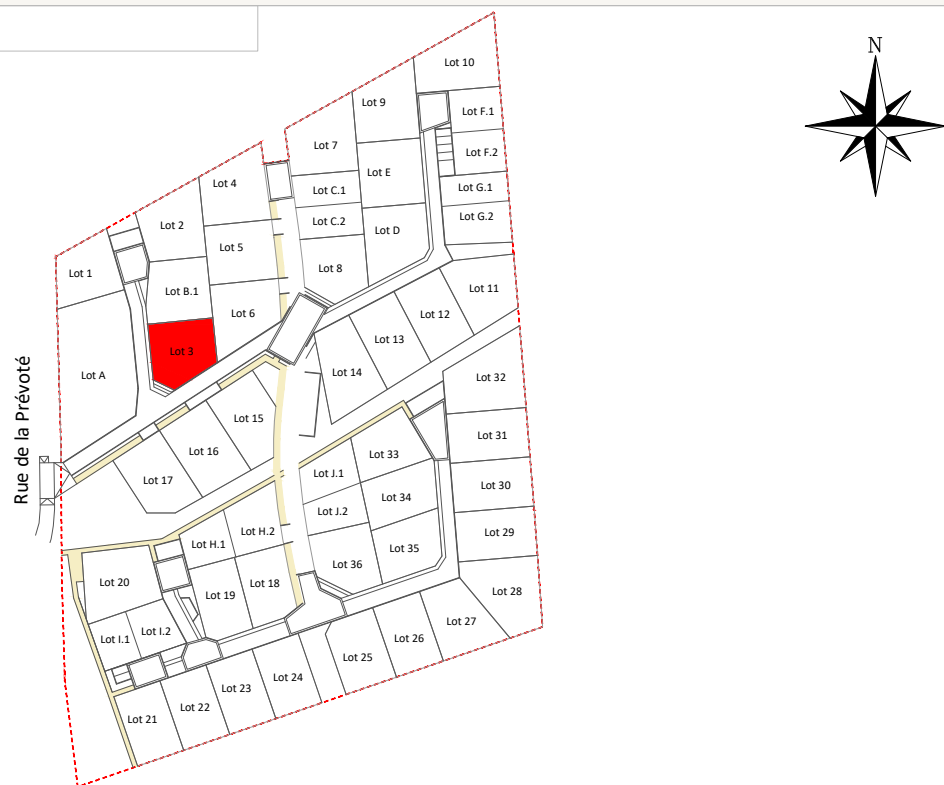 N
Lot 10
Lot 9
Lot F.1
Lot 7
Lot F.2
Lot 4
Lot E
Lot C.1
Lot G.1
Lot 2
Lot C.2
Lot G.2
Lot D
Lot 5
Lot 1
Lot 8
Lot B.1
Lot 11
Lot 6
Lot 12
Lot 13
Lot 3
Lot A
Lot 14
Lot 32
Rue de la Prévoté
Lot 15
Lot 31
Lot 16
Lot 33
Lot J.1
Lot 17
Lot 30
Lot 34
Lot J.2
Lot H.2
Lot 29
Lot H.1
Lot 35
Lot 36
Lot 20
Lot 18
Lot 28
Lot 19
Lot 27
Lot I.2
Lot I.1
Lot 26
Lot 25
Lot 24
Lot 23
Lot 22
Lot 21